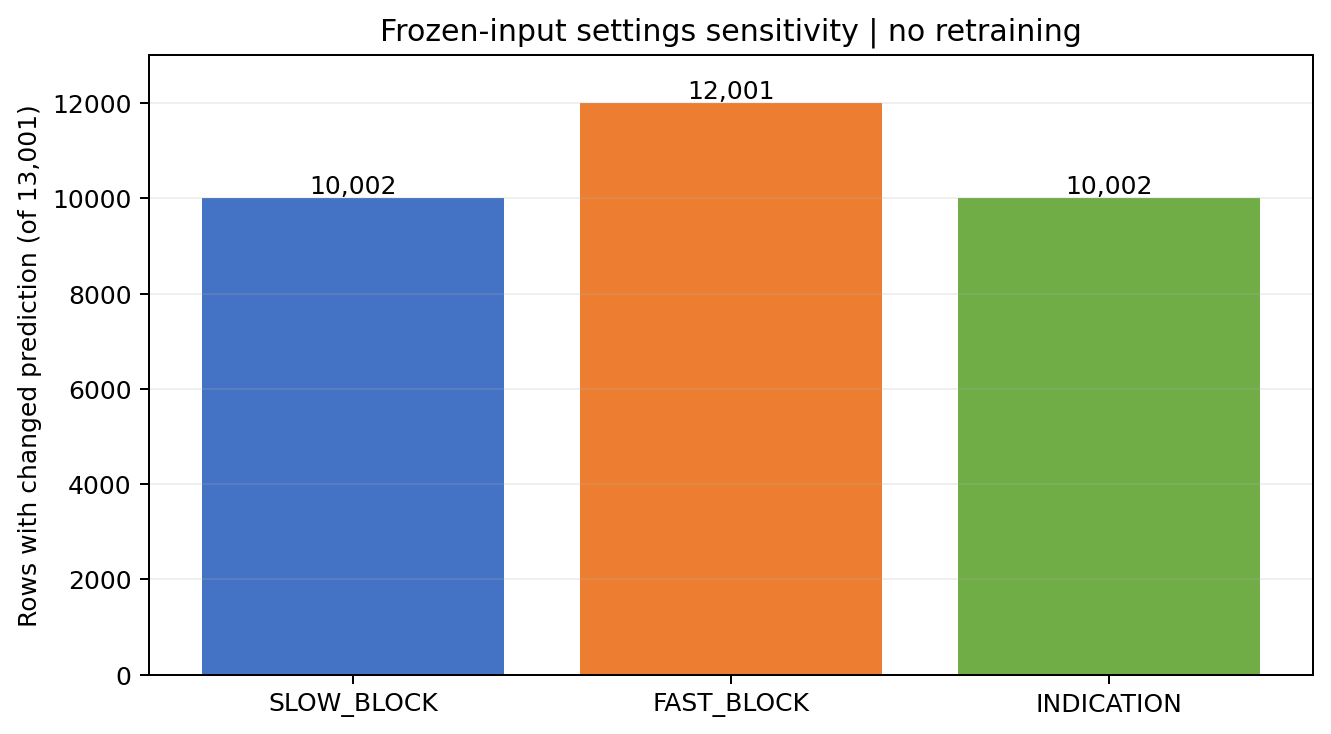 Frozen-input settings sensitivity | no retraining
Rows with changed prediction (of 13,001)
12000
10000
8000
6000
4000
2000
0
10,002
12,001
10,002
SLOW_BLOCK
FAST_BLOCK
INDICATION